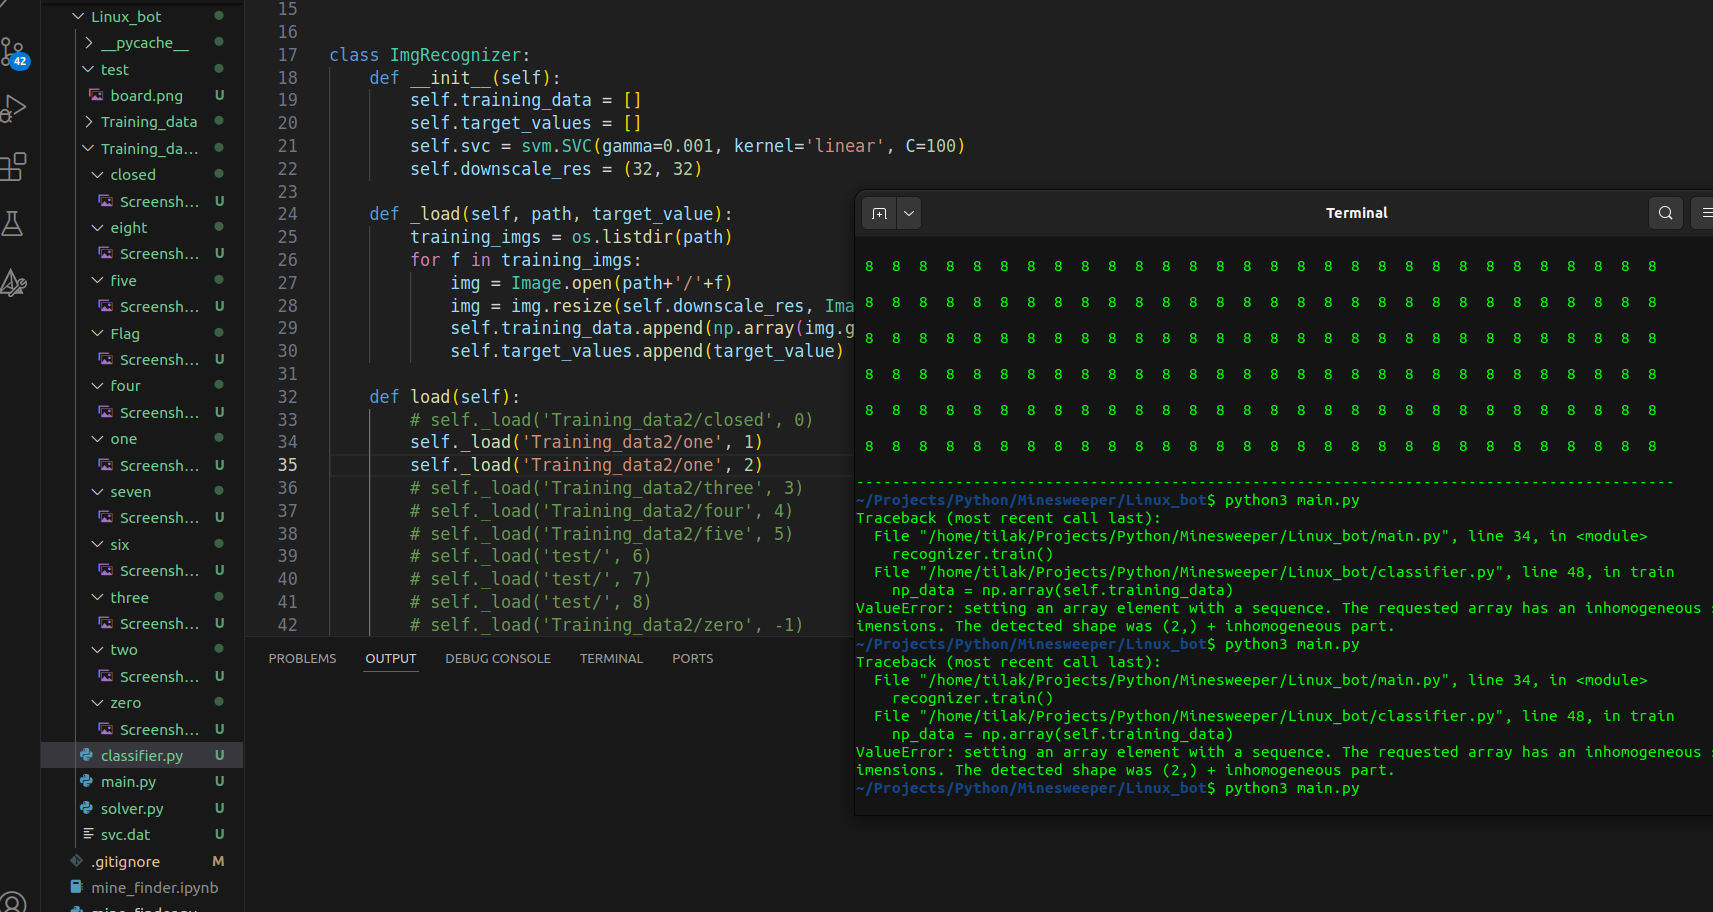 Linux_bot
__pycache__
test
board.png U
Training_data
Training_da...
closed
Screensh... U
eight
Screensh... U
five
Screensh... U
Flag
Screensh... U
four
Screensh... U
one
Screensh... U
seven
Screensh... U
six
Screensh... U
three
Screensh... U
two
Screensh... U
zero
Screensh... U
classifier.py U
main.py U
solver.py U
svc.dat U
.gitignore M
mine_finder.ipynb
42
15
16
17 class ImgRecognizer:
18 def __init__(self):
19 self.training_data = []
20 self.target_values = []
21 self.svc = svm.SVC(gamma=0.001, kernel='linear', C=100)
22 self.downscale_res = (32, 32)
23
24 def _load(self, path, target_value):
25 training_imgs = os.listdir(path)
26 for f in training_imgs:
27 img = Image.open(path+'/'+f)
28 img = img.resize(self.downscale_res, Ima
29 self.training_data.append(np.array(img.g
30 self.target_values.append(target_value)
31
32 def load(self):
33 # self._load('Training_data2/closed', 0)
34 self._load('Training_data2/one', 1)
35 self._load('Training_data2/one', 2)
36 # self._load('Training_data2/three', 3)
37 # self._load('Training_data2/four', 4)
38 # self._load('Training_data2/five', 5)
39 # self._load('test/', 6)
40 # self._load('test/', 7)
41 # self._load('test/', 8)
42 # self._load('Training_data2/zero', -1)
PROBLEMS OUTPUT DEBUG CONSOLE TERMINAL PORTS
Terminal
8 8 8 8 8 8 8 8 8 8 8 8 8 8 8 8 8 8 8 8 8 8 8 8 8 8 8 8 8 8
8 8 8 8 8 8 8 8 8 8 8 8 8 8 8 8 8 8 8 8 8 8 8 8 8 8 8 8 8 8
8 8 8 8 8 8 8 8 8 8 8 8 8 8 8 8 8 8 8 8 8 8 8 8 8 8 8 8 8 8
8 8 8 8 8 8 8 8 8 8 8 8 8 8 8 8 8 8 8 8 8 8 8 8 8 8 8 8 8 8
8 8 8 8 8 8 8 8 8 8 8 8 8 8 8 8 8 8 8 8 8 8 8 8 8 8 8 8 8 8
8 8 8 8 8 8 8 8 8 8 8 8 8 8 8 8 8 8 8 8 8 8 8 8 8 8 8 8 8 8
-------------------------------------------------------------------------------------------
~/Projects/Python/Minesweeper/Linux_bot$ python3 main.py
Traceback (most recent call last):
File "/home/tilak/Projects/Python/Minesweeper/Linux_bot/main.py", line 34, in <module>
recognizer.train()
File "/home/tilak/Projects/Python/Minesweeper/Linux_bot/classifier.py", line 48, in train
np_data = np.array(self.training_data)
ValueError: setting an array element with a sequence. The requested array has an inhomogeneous s
imensions. The detected shape was (2,) + inhomogeneous part.
~/Projects/Python/Minesweeper/Linux_bot$ python3 main.py
Traceback (most recent call last):
File "/home/tilak/Projects/Python/Minesweeper/Linux_bot/main.py", line 34, in <module>
recognizer.train()
File "/home/tilak/Projects/Python/Minesweeper/Linux_bot/classifier.py", line 48, in train
np_data = np.array(self.training_data)
ValueError: setting an array element with a sequence. The requested array has an inhomogeneous s
imensions. The detected shape was (2,) + inhomogeneous part.
~/Projects/Python/Minesweeper/Linux_bot$ python3 main.py